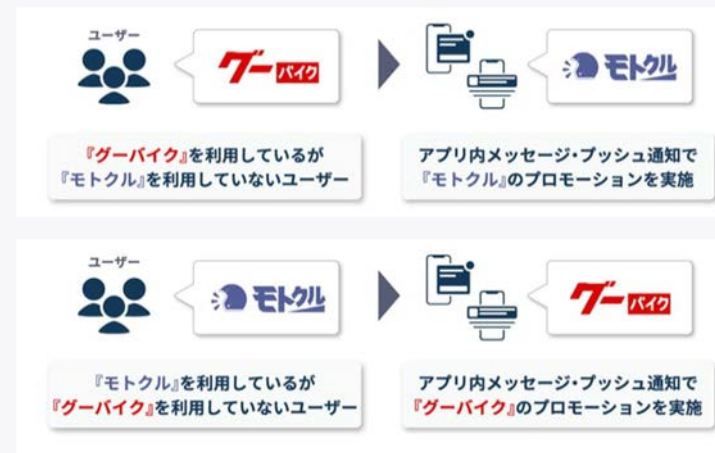 ユーザー
グーバイク
モトクル
『グーバイク』を利用しているが
『モトクル』を利用していないユーザー
アプリ内メッセージ・プッシュ通知で
『モトクル』のプロモーションを実施
ユーザー
モトクル
グーバイク
『モトクル』を利用しているが
『グーバイク』を利用していないユーザー
アプリ内メッセージ・プッシュ通知で
『グーバイク』のプロモーションを実施